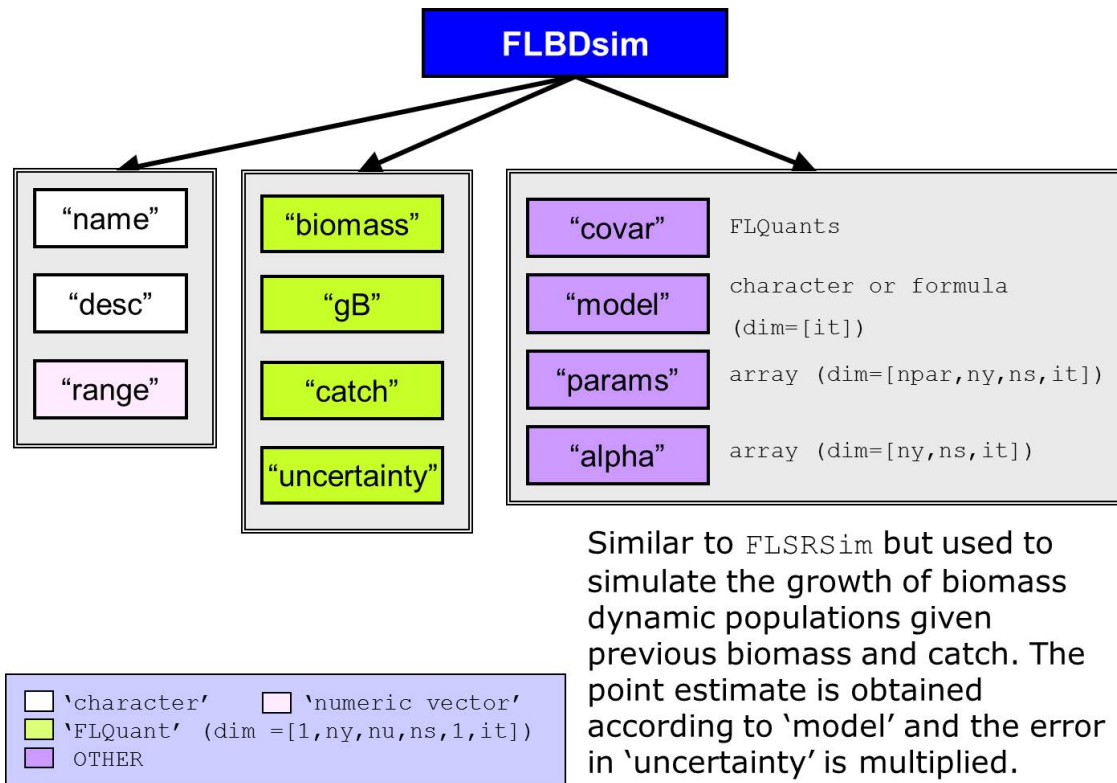 FLBDsim
“name”
“desc”
“range”
“biomass”
“gB”
“catch”
“uncertainty”
“covar” FLQuants
“model” character or formula
(dim=[it])
“params” array (dim=[npar,ny,ns,it])
“alpha” array (dim=[ny,ns,it])
Similar to FLSRSim but used to
simulate the growth of biomass
dynamic populations given
previous biomass and catch. The
point estimate is obtained
according to ‘model’ and the error
in ‘uncertainty’ is multiplied.
‘character’ ‘numeric vector’
‘FLQuant’ (dim =[1,ny,nu,ns,1,it])
OTHER